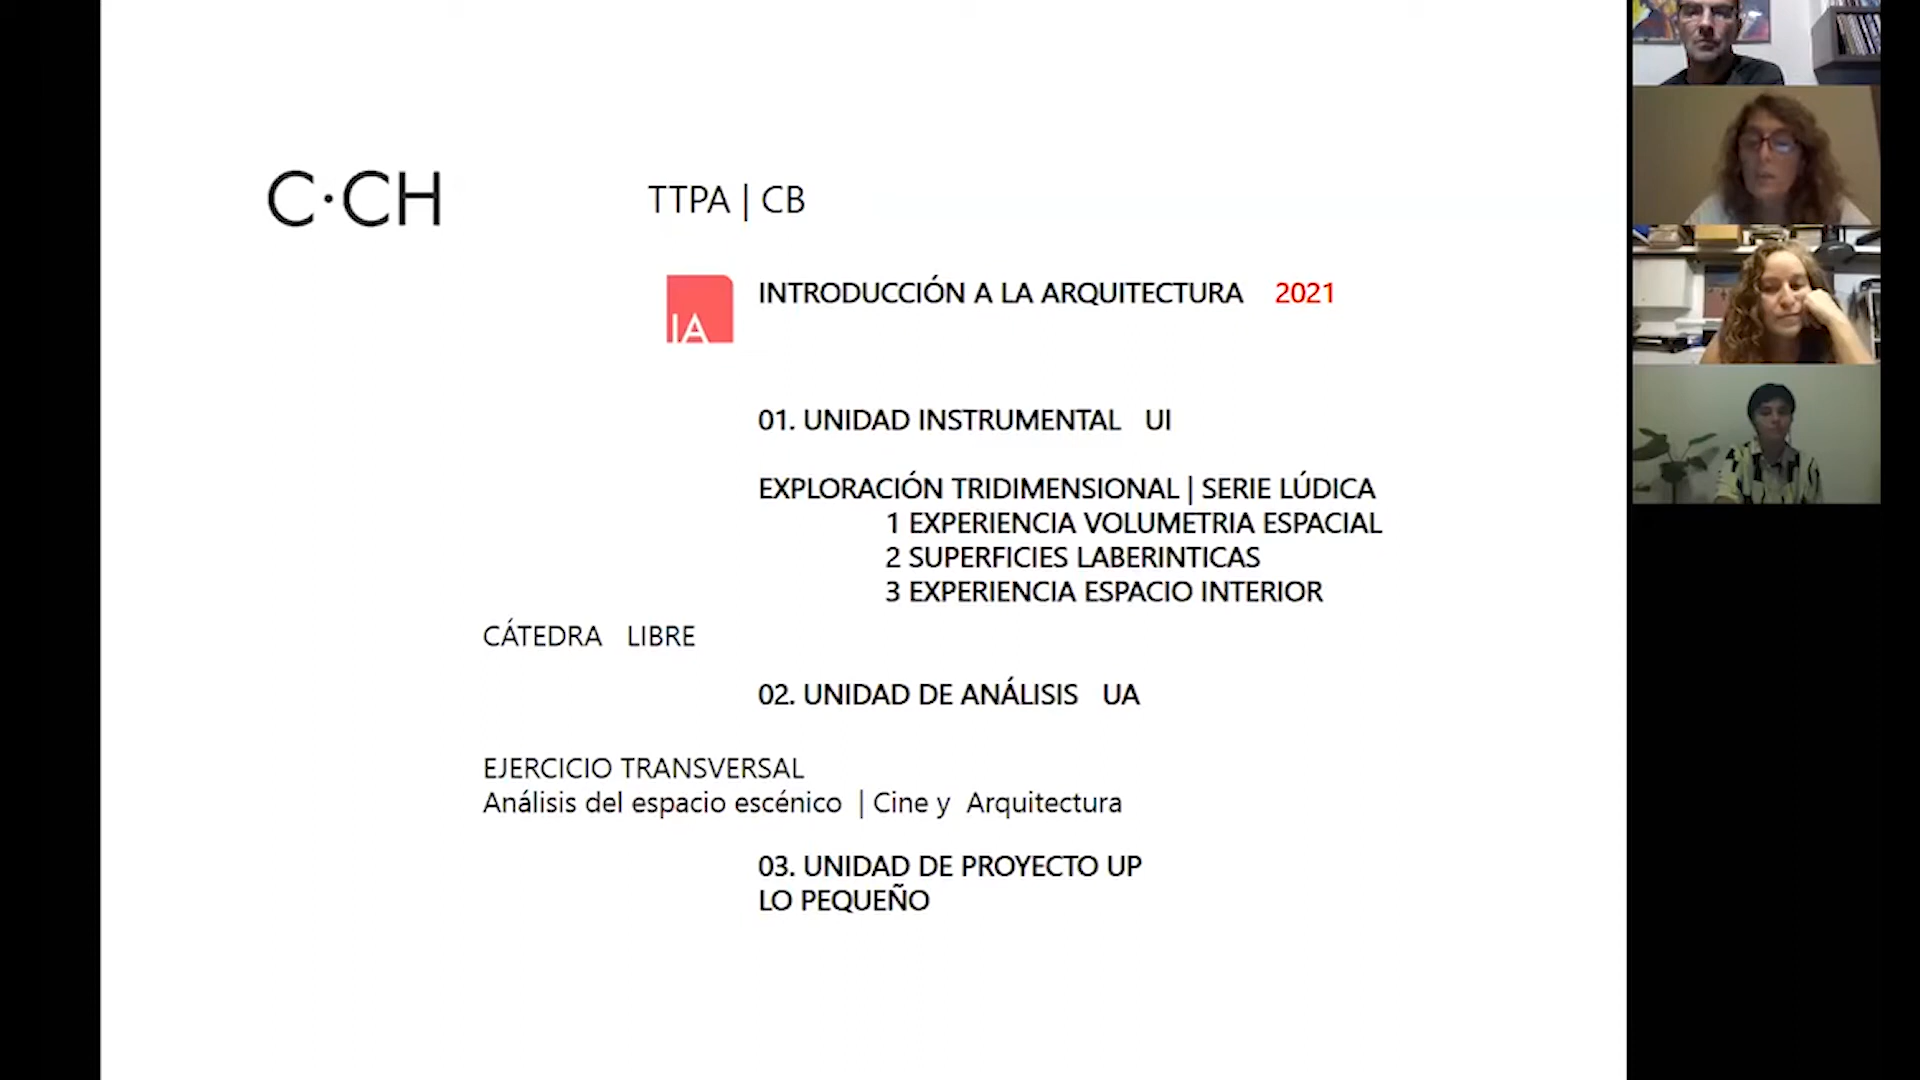 C·CH
TTPA | CB
IA
INTRODUCCIÓN A LA ARQUITECTURA 2021
01. UNIDAD INSTRUMENTAL UI
EXPLORACIÓN TRIDIMENSIONAL | SERIE LÚDICA
1 EXPERIENCIA VOLUMETRIA ESPACIAL
2 SUPERFICIES LABERINTICAS
3 EXPERIENCIA ESPACIO INTERIOR
CÁTEDRA LIBRE
02. UNIDAD DE ANÁLISIS UA
EJERCICIO TRANSVERSAL
Análisis del espacio escénico | Cine y Arquitectura
03. UNIDAD DE PROYECTO UP
LO PEQUEÑO